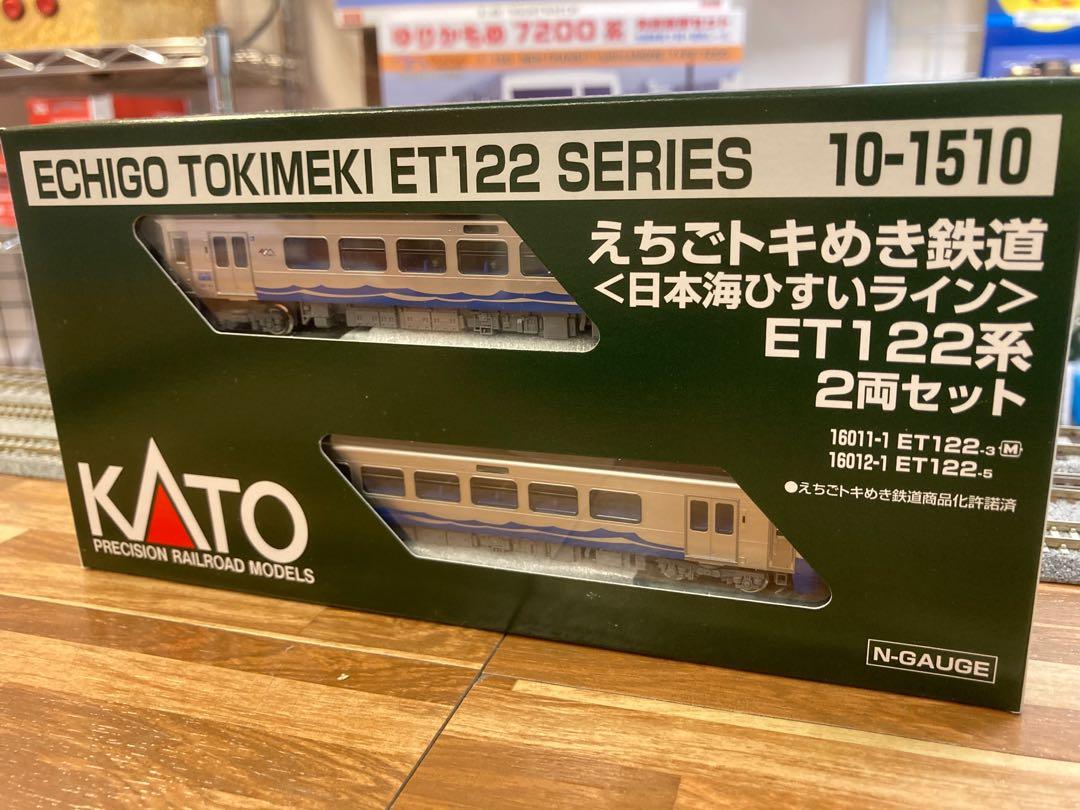 ゆりかもめ 7200系
ECHIGO TOKIMEKI ET122 SERIES 10-1510
えちごトキめき鉄道
<日本海ひすいライン>
ET122系
2両セット
16011-1 ET122-3 M
16012-1 ET122-5
●えちごトキめき鉄道商品化許諾済
KATO
PRECISION RAILROAD MODELS
N-GAUGE